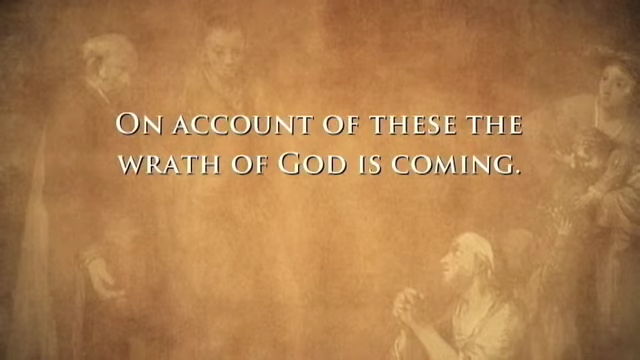 On account of these the
wrath of God is coming.